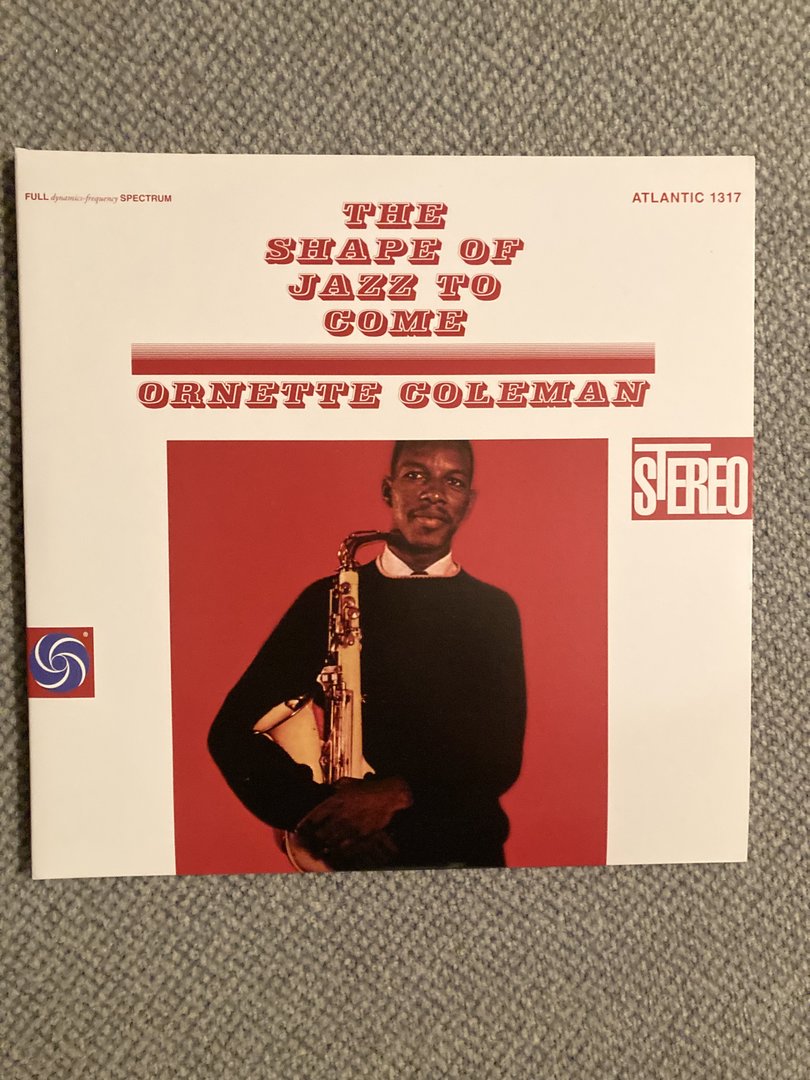 FULL dynamics-frequency SPECTRUM
ATLANTIC 1317
THE
SHAPE OF
JAZZ TO
COME
ORNETTE COLEMAN
STEREO
®